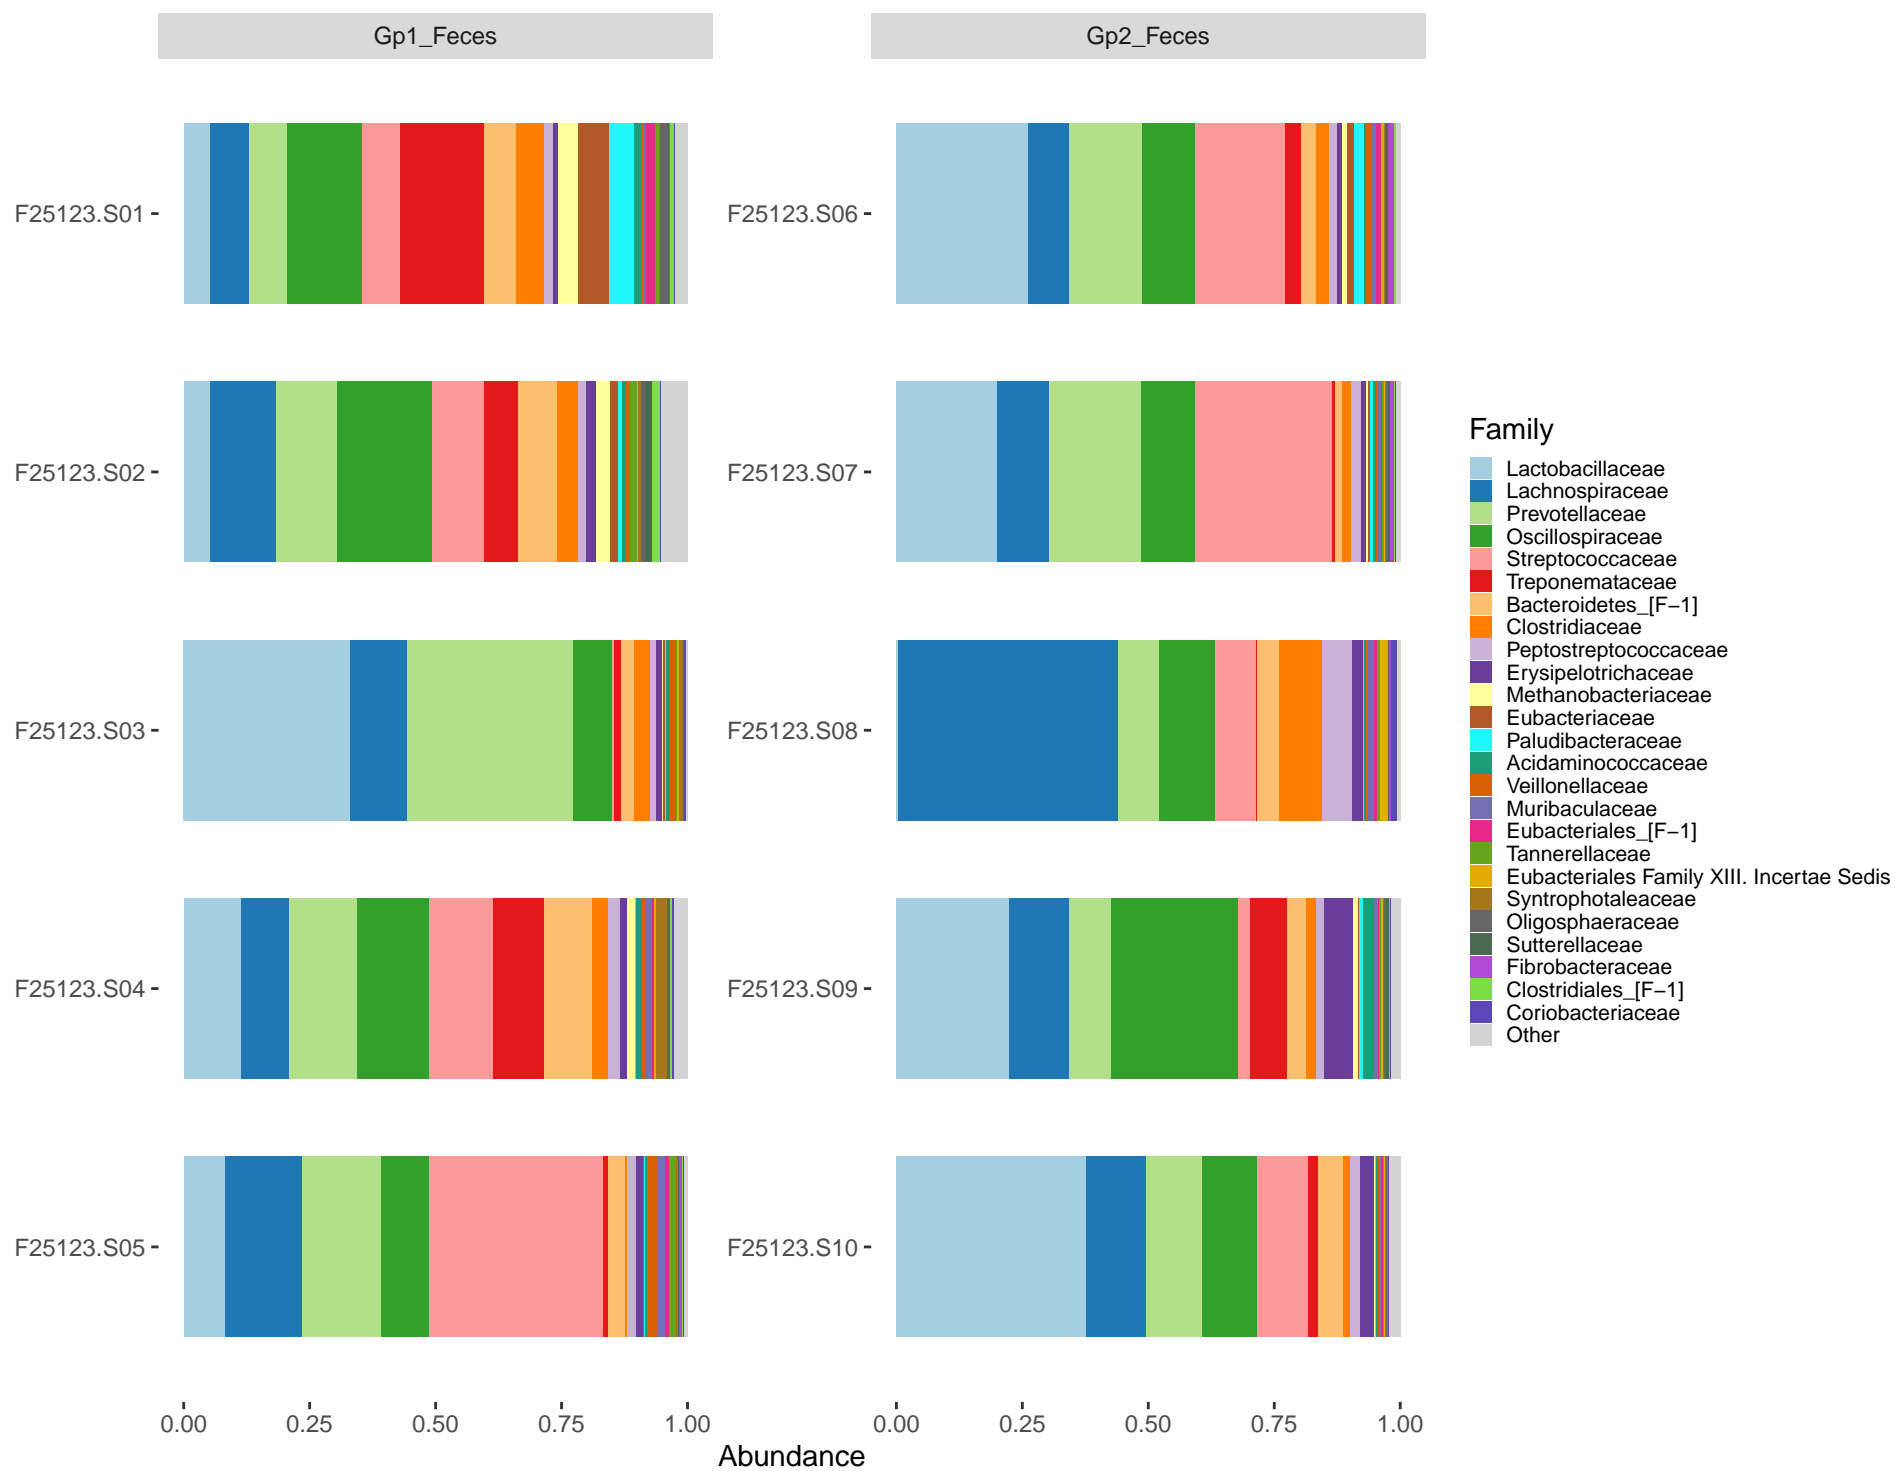 Gp1_Feces
Gp2_Feces
F25123.S01
F25123.S02
F25123.S03
F25123.S04
F25123.S05
F25123.S06
F25123.S07
F25123.S08
F25123.S09
F25123.S10
0.00 0.25 0.50 0.75 1.00
0.00 0.25 0.50 0.75 1.00
Abundance
Family
Lactobacillaceae
Lachnospiraceae
Prevotellaceae
Oscillospiraceae
Streptococcaceae
Treponemataceae
Bacteroidetes_[F−1]
Clostridiaceae
Peptostreptococcaceae
Erysipelotrichaceae
Methanobacteriaceae
Eubacteriaceae
Paludibacteraceae
Acidaminococcaceae
Veillonellaceae
Muribaculaceae
Eubacteriales_[F−1]
Tannerellaceae
Eubacteriales Family XIII. Incertae Sedis
Syntrophotaleaceae
Oligosphaeraceae
Sutterellaceae
Fibrobacteraceae
Clostridiales_[F−1]
Coriobacteriaceae
Other